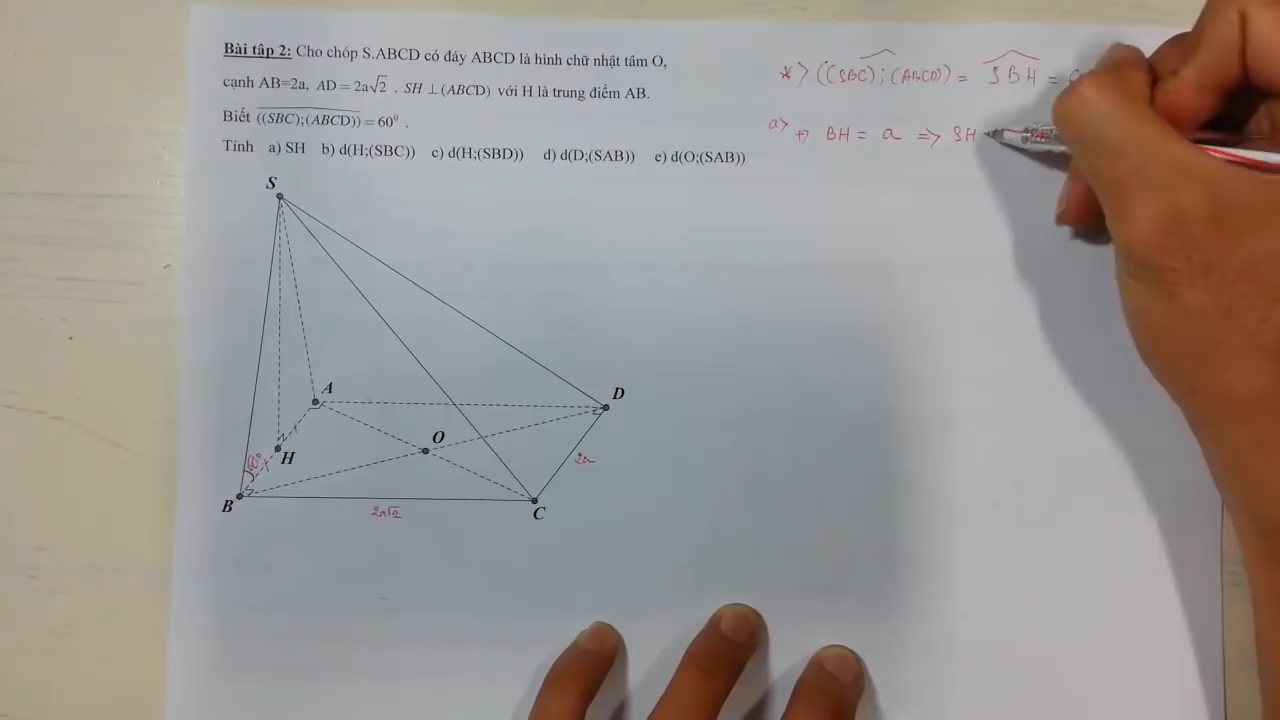 Bài tập 2: Cho chóp S.ABCD có đáy ABCD là hình chữ nhật tâm O,
cạnh AB=2a, AD = 2a√2 . SH ⊥ (ABCD) với H là trung điểm AB.
Biết ((SBC);(ABCD)) = 60⁰ .
Tính a) SH b) d(H;(SBC)) c) d(H;(SBD)) d) d(D;(SAB)) e) d(O;(SAB))
*> ((SBC);(ABCD)) = SBH =
a> +, BH = a => SH
S
A
D
O
H
60°
2a
B
C
2a√2